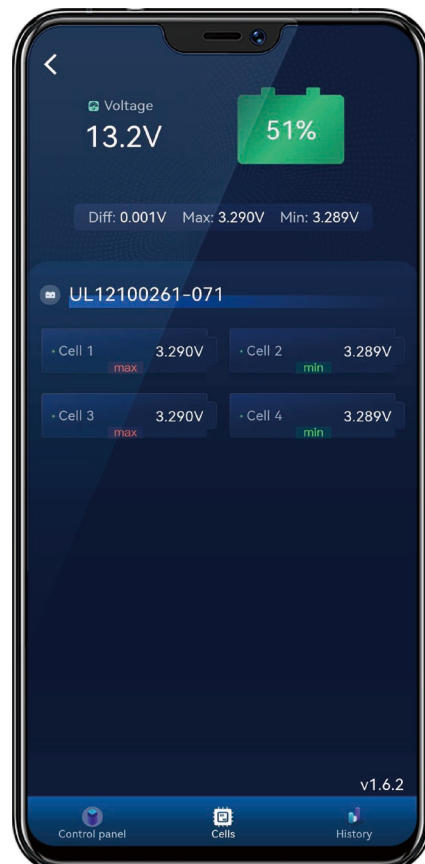 Voltage
13.2V
51%
Diff: 0.001V Max: 3.290V Min: 3.289V
UL12100261-071
Cell 1 3.290V
max
Cell 2 3.289V
min
Cell 3 3.290V
max
Cell 4 3.289V
min
v1.6.2
Control panel
Cells
History